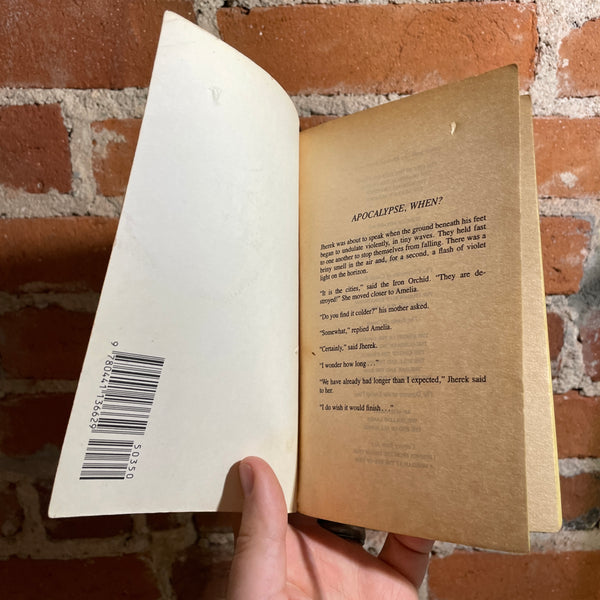 9 780441 136629
50350
APOCALYPSE, WHEN?
Jherek was about to speak when the ground beneath his feet
began to undulate violently, in tiny waves. They held fast
to one another to stop themselves from falling. There was a
briny smell in the air and, for a second, a flash of violet
light on the horizon.
"It is the cities," said the Iron Orchid. "They are de-
stroyed!" She moved closer to Amelia.
"Do you find it colder?" his mother asked.
"Somewhat," replied Amelia.
"Certainly," said Jherek.
"I wonder how long . . ."
"We have already had longer than I expected," Jherek said
to her.
"I do wish it would finish . . ."